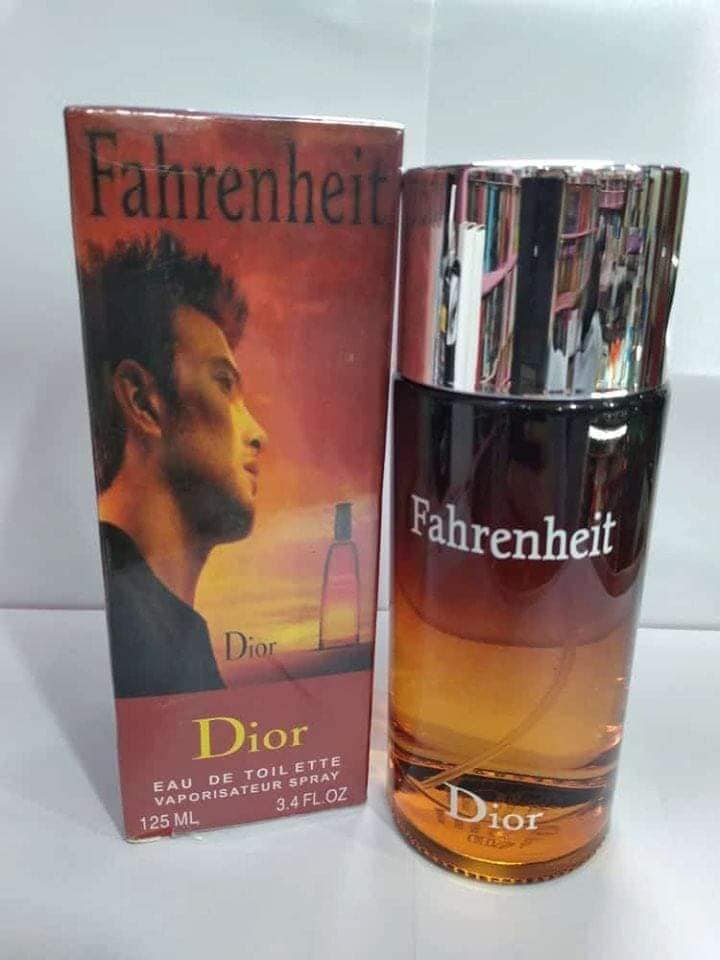 Fahrenheit
Dior
Dior
EAU DE TOILETTE
VAPORISATEUR SPRAY
125 ML
3.4 FL.OZ
Fahrenheit
Dior